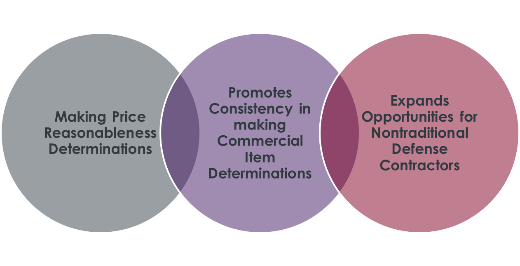 Making Price
Reasonableness
Determinations
Promotes
Consistency in
making
Commercial
Item
Determinations
Expands
Opportunities for
Nontraditional
Defense
Contractors